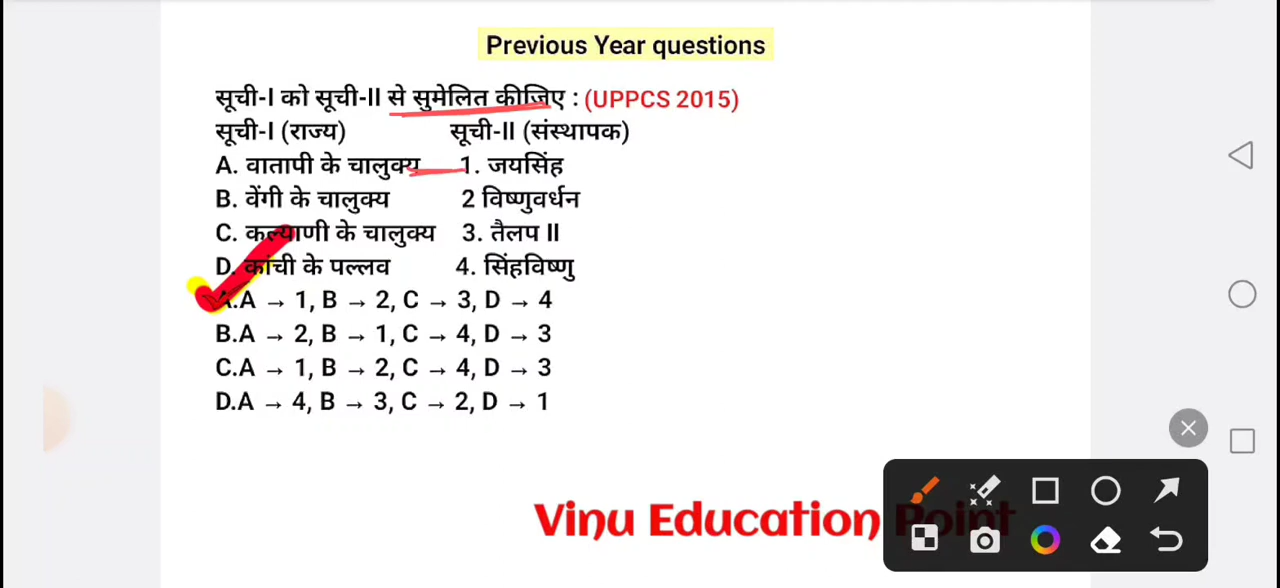 Previous Year questions
सूची-I को सूची-II से सुमेलित कीजिए : (UPPCS 2015)
सूची-I (राज्य) सूची-II (संस्थापक)
A. वातापी के चालुक्य 1. जयसिंह
B. वेंगी के चालुक्य 2 विष्णुवर्धन
C. कल्याणी के चालुक्य 3. तैलप II
D. कांची के पल्लव 4. सिंहविष्णु
A.A → 1, B → 2, C → 3, D → 4
B.A → 2, B → 1, C → 4, D → 3
C.A → 1, B → 2, C → 4, D → 3
D.A → 4, B → 3, C → 2, D → 1
Vinu Education Point